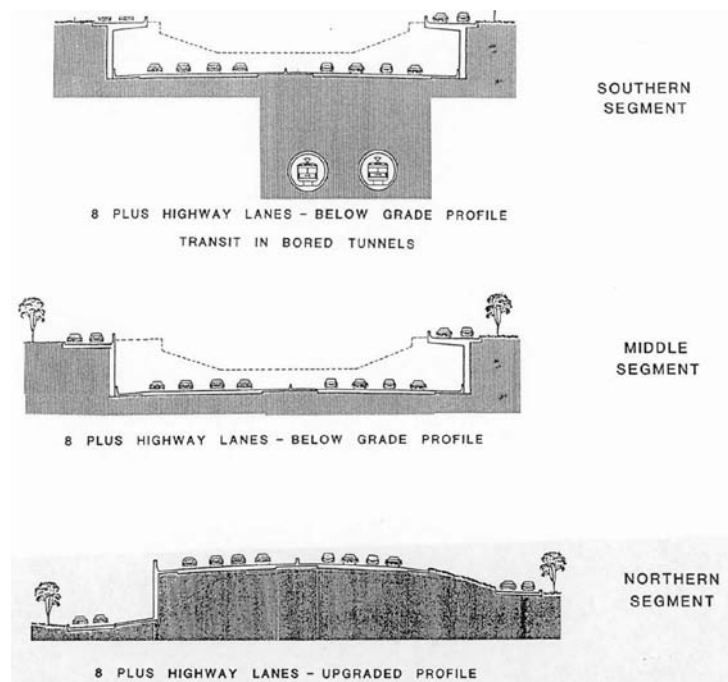 SOUTHERN
SEGMENT
8 PLUS HIGHWAY LANES - BELOW GRADE PROFILE
TRANSIT IN BORED TUNNELS
MIDDLE
SEGMENT
8 PLUS HIGHWAY LANES - BELOW GRADE PROFILE
NORTHERN
SEGMENT
8 PLUS HIGHWAY LANES - UPGRADED PROFILE